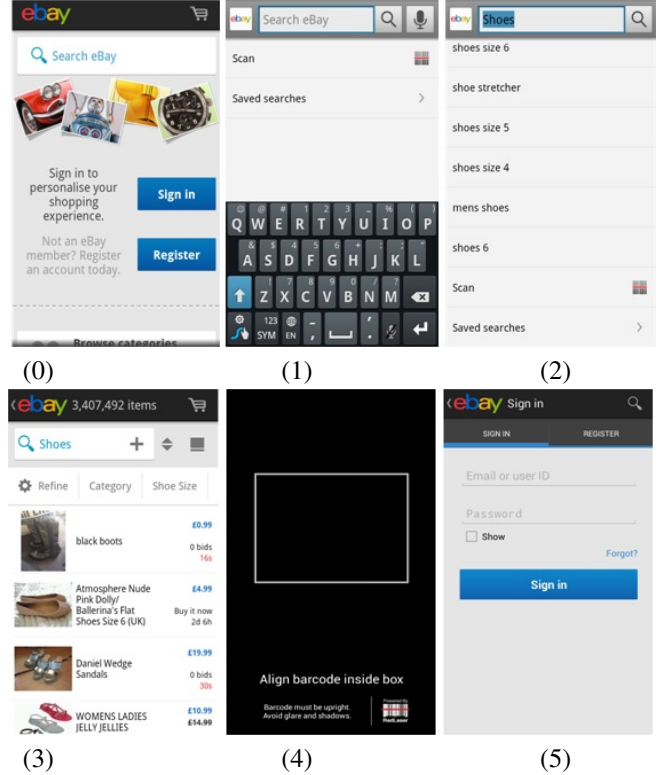 ebay
Search eBay
Sign in to
personalise your
shopping
experience.
Sign in
Not an eBay
member? Register
an account today.
Register
Browse categories
(0)
ebay Search eBay
Scan
Saved searches
Q W E R T Y U I O P
A S D F G H J K L
Z X C V B N M
123
SYM
EN
(1)
ebay Shoes
shoes size 6
shoe stretcher
shoes size 5
shoes size 4
mens shoes
shoes 6
Scan
Saved searches
(2)
ebay 3,407,492 items
Shoes
Refine Category Shoe Size
black boots
£0.99
0 bids
16s
Atmosphere Nude
Pink Dolly/
Ballerina's Flat
Shoes Size 6 (UK)
£4.99
Buy it now
2d 6h
Daniel Wedge
Sandals
£19.99
0 bids
30s
WOMENS LADIES
JELLY JELLIES
£10.99
£14.99
(3)
Align barcode inside box
Barcode must be upright.
Avoid glare and shadows.
Powered By
RedLaser
(4)
ebay Sign in
SIGN IN REGISTER
Email or user ID
Password
Show
Forgot?
Sign in
(5)